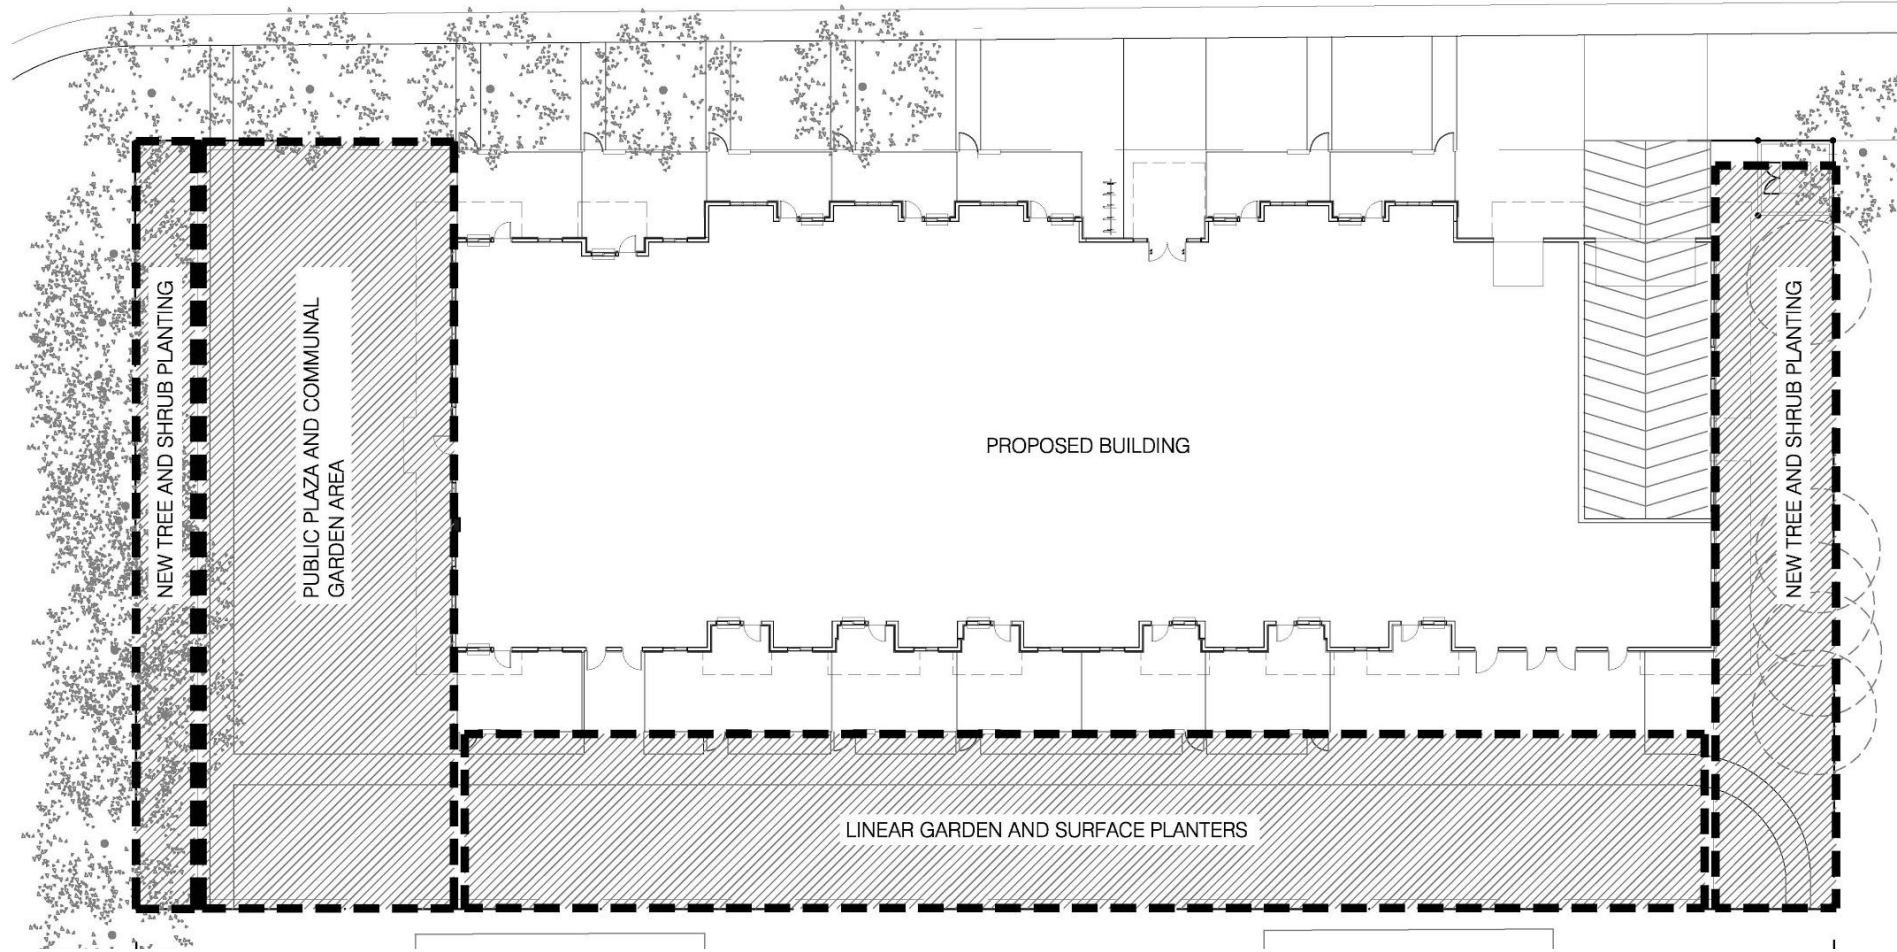 NEW TREE AND SHRUB PLANTING
PUBLIC PLAZA AND COMMUNAL
GARDEN AREA
PROPOSED BUILDING
NEW TREE AND SHRUB PLANTING
LINEAR GARDEN AND SURFACE PLANTERS